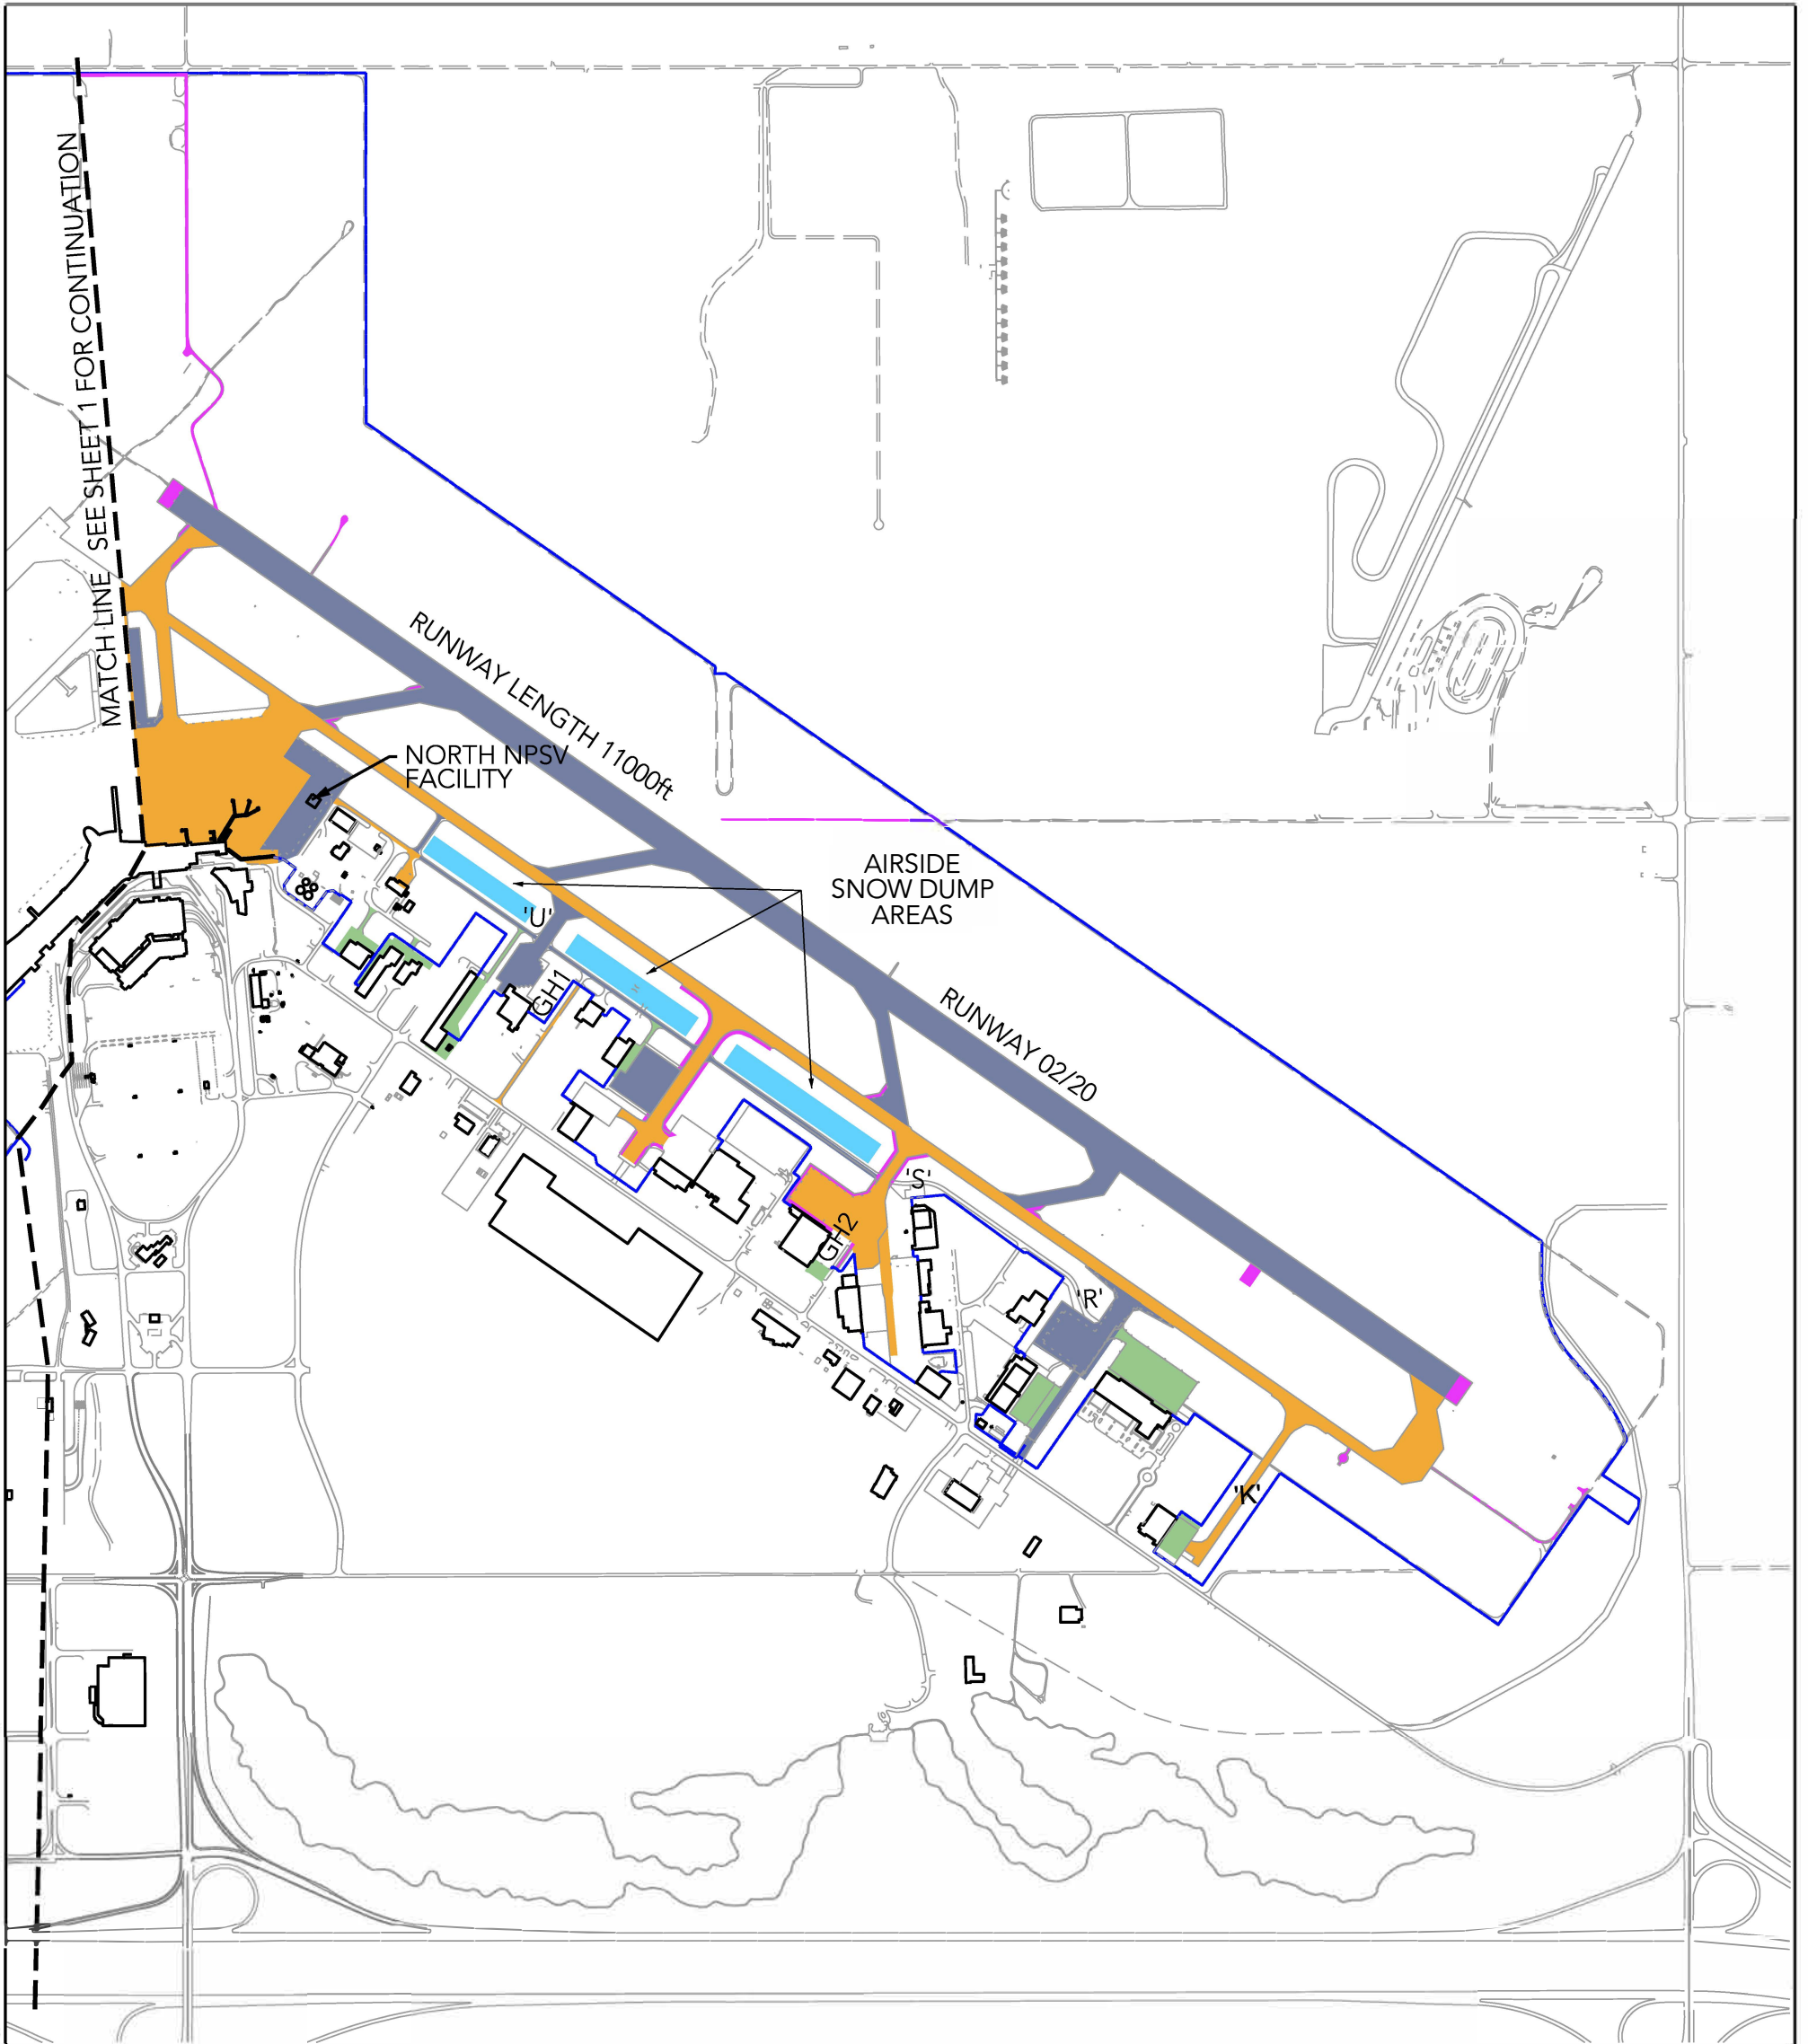 MATCH LINE SEE SHEET 1 FOR CONTINUATION
RUNWAY LENGTH 11000ft
NORTH NPSV
FACILITY
AIRSIDE
SNOW DUMP
AREAS
'U'
GH1
RUNWAY 02/20
'S'
GH2
'R'
'K'